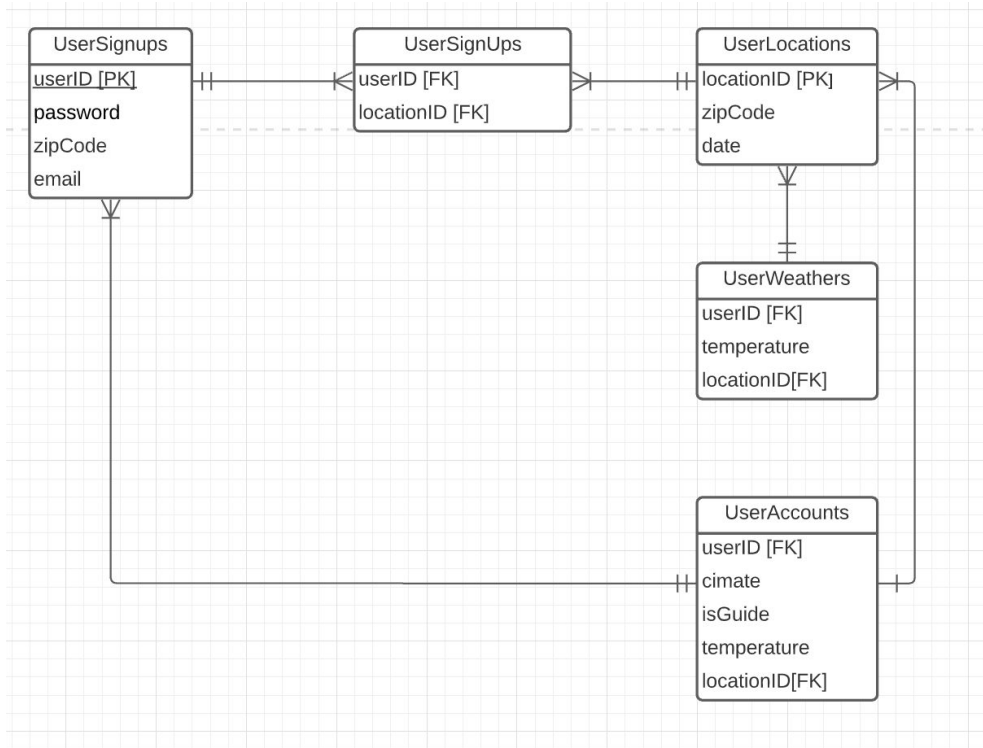 UserSignups
userID [PK]
password
zipCode
email
UserSignUps
userID [FK]
locationID [FK]
UserLocations
locationID [PK]
zipCode
date
UserWeathers
userID [FK]
temperature
locationID[FK]
UserAccounts
userID [FK]
cimate
isGuide
temperature
locationID[FK]